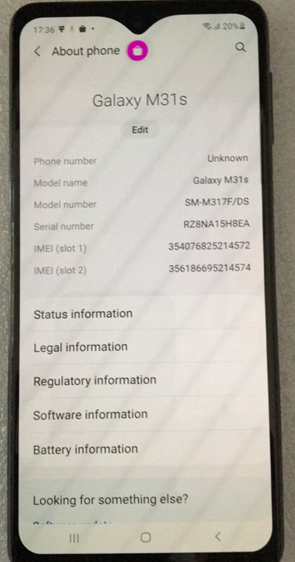 17:36
20%
About phone
Galaxy M31s
Edit
Phone number Unknown
Model name Galaxy M31s
Model number SM-M317F/DS
Serial number RZ8NA15H8EA
IMEI (slot 1) 354076825214572
IMEI (slot 2) 356186695214574
Status information
Legal information
Regulatory information
Software information
Battery information
Looking for something else?